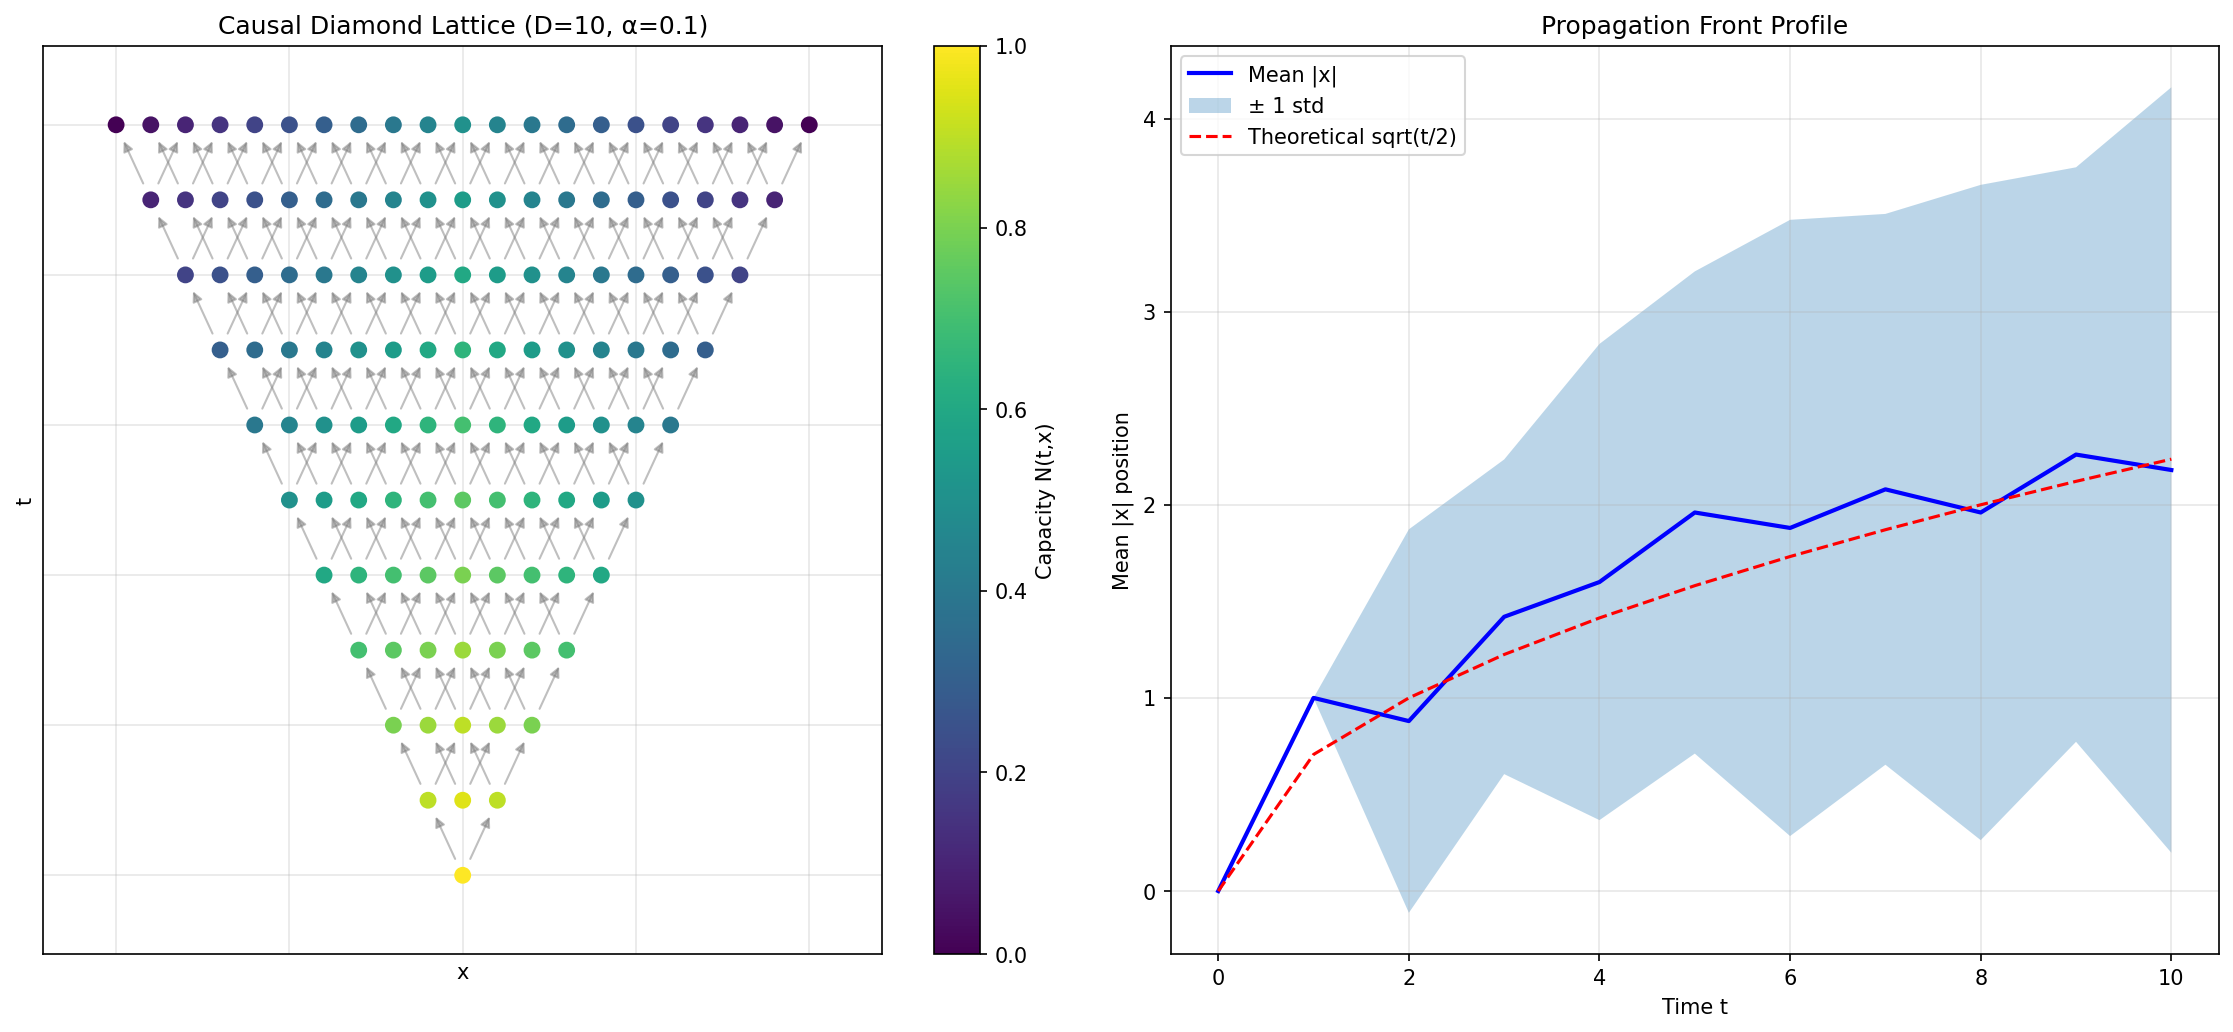 Causal Diamond Lattice (D=10, α=0.1)
t
x
1.0
0.8
0.6
0.4
0.2
0.0
Capacity N(t,x)
Propagation Front Profile
Mean |x|
± 1 std
Theoretical sqrt(t/2)
Mean |x| position
4
3
2
1
0
0 2 4 6 8 10
Time t